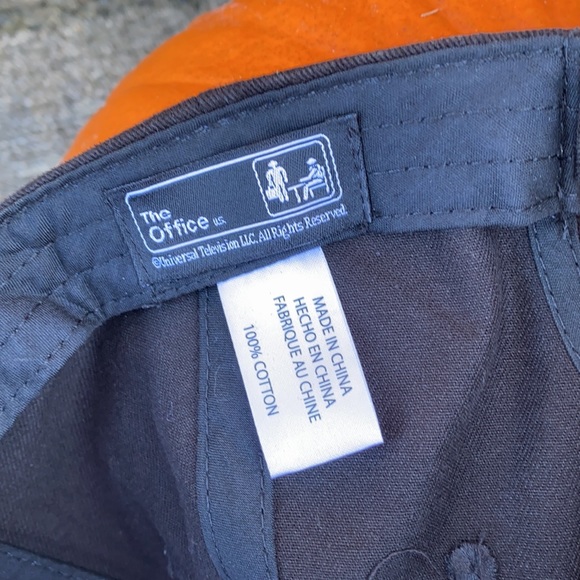 The
Office U.S.
©Universal Television LLC. All Rights Reserved.
MADE IN CHINA
HECHO EN CHINA
FABRIQUE AU CHINE
100% COTTON